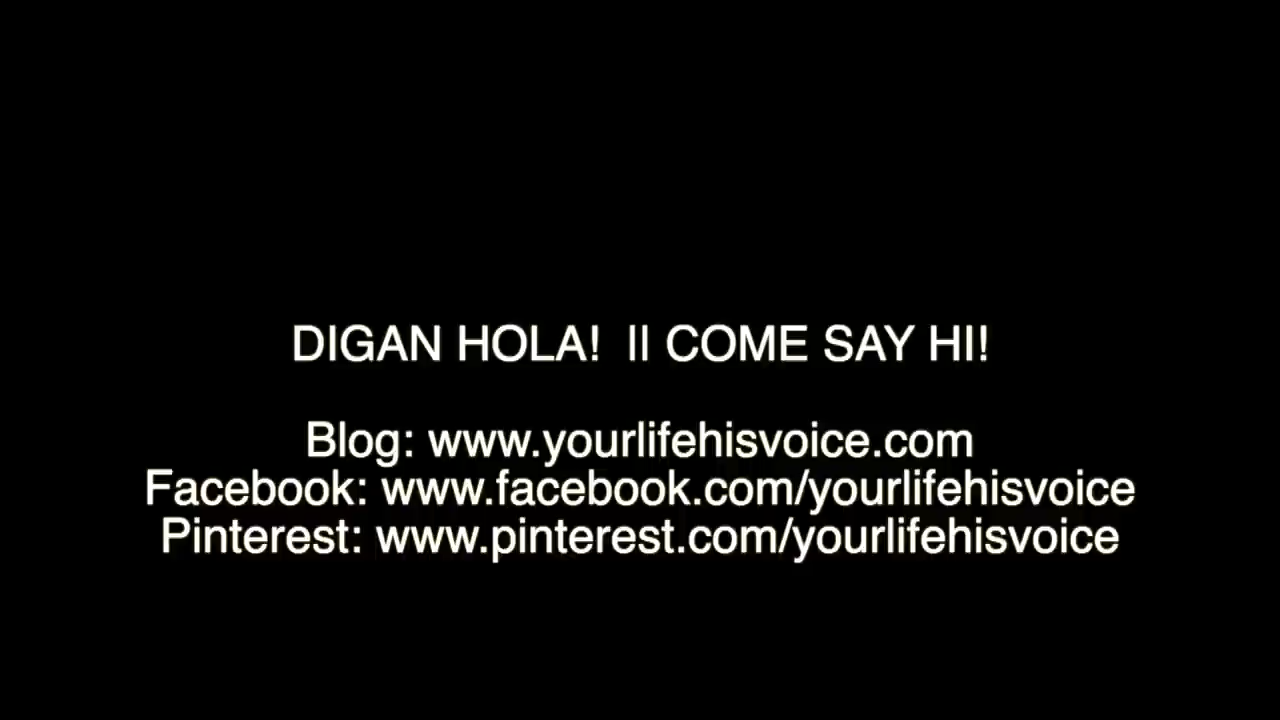 DIGAN HOLA! || COME SAY HI!
Blog: www.yourlifehisvoice.com
Facebook: www.facebook.com/yourlifehisvoice
Pinterest: www.pinterest.com/yourlifehisvoice